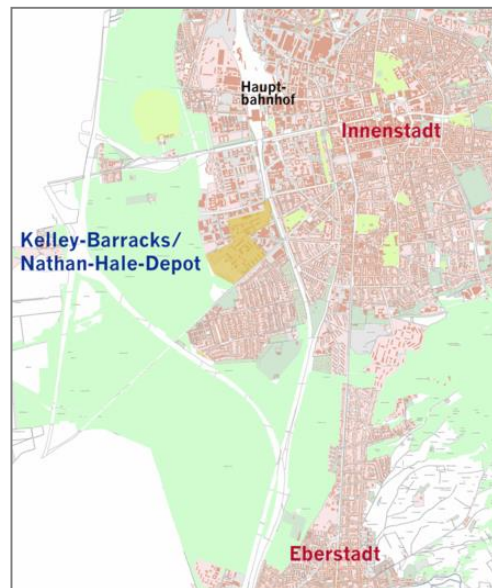 Haupt-
bahnhof
Innenstadt
Kelley-Barracks/
Nathan-Hale-Depot
Eberstadt